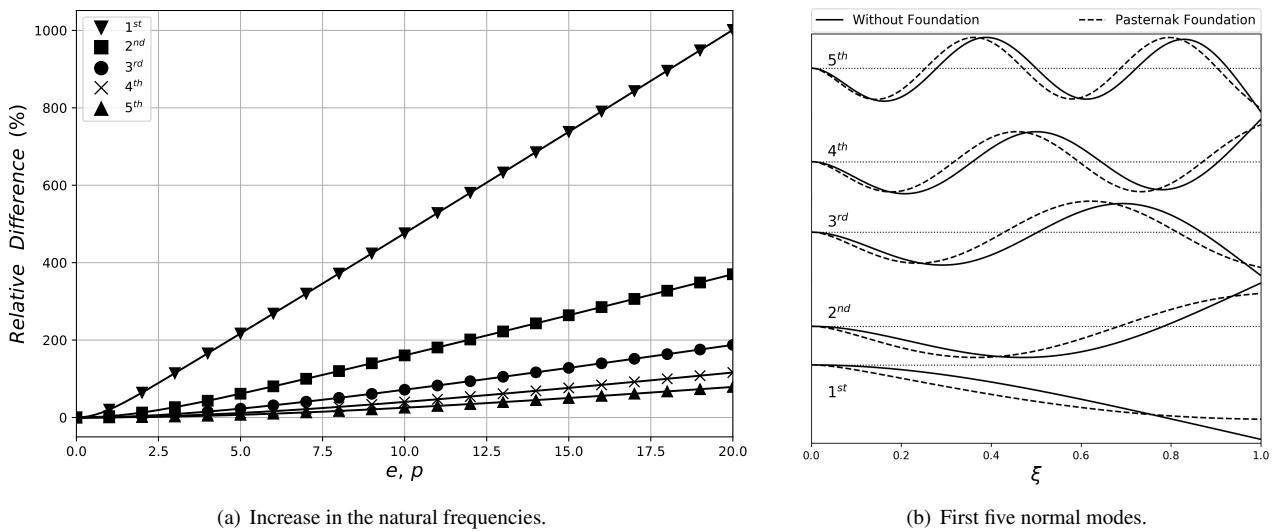 1st
2nd
3rd
4th
5th
Relative Difference (%)
1000
800
600
400
200
0
0.0 2.5 5.0 7.5 10.0 12.5 15.0 17.5 20.0
e, p
(a) Increase in the natural frequencies.
Without Foundation Pasternak Foundation
5th
4th
3rd
2nd
1st
0.0 0.2 0.4 0.6 0.8 1.0
ξ
(b) First five normal modes.